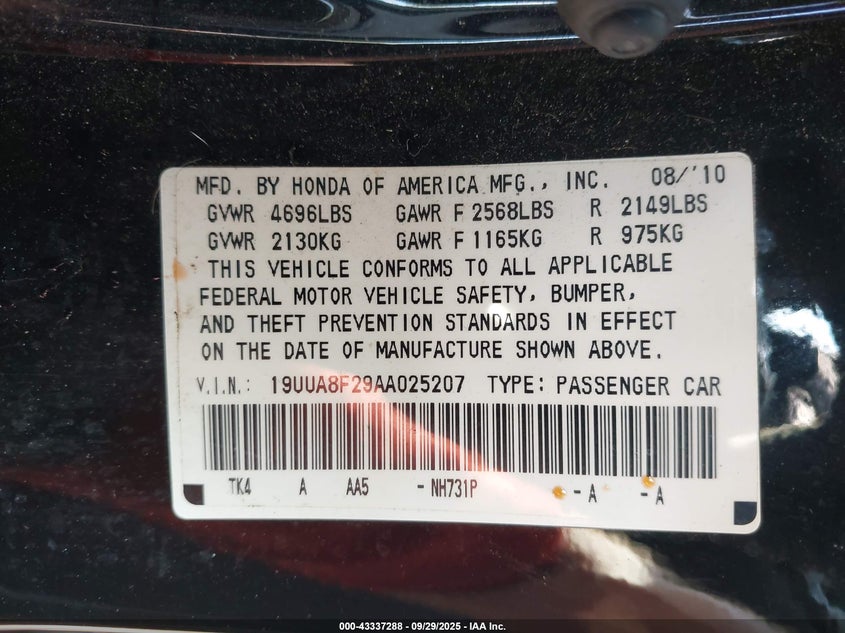 MFD. BY HONDA OF AMERICA MFG., INC. 08/'10
GVWR 4696LBS GAWR F 2568LBS R 2149LBS
GVWR 2130KG GAWR F 1165KG R 975KG
THIS VEHICLE CONFORMS TO ALL APPLICABLE
FEDERAL MOTOR VEHICLE SAFETY, BUMPER,
AND THEFT PREVENTION STANDARDS IN EFFECT
ON THE DATE OF MANUFACTURE SHOWN ABOVE.
V.I.N.: 19UUA8F29AA025207 TYPE: PASSENGER CAR
TK4 A AA5 - NH731P - A - A
000-43337288 | 09/29/2025 - IAA Inc.